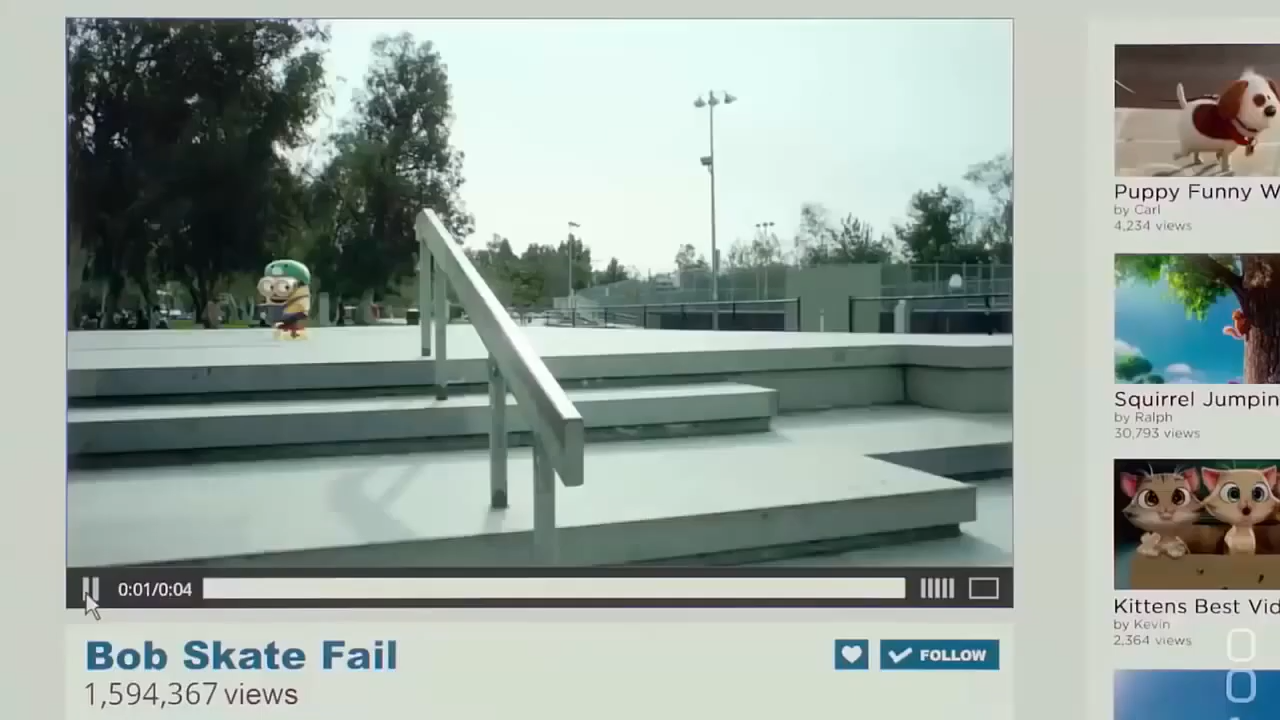 0:01/0:04
Bob Skate Fail
1,594,367 views
FOLLOW
Puppy Funny W
by Carl
4,234 views
Squirrel Jumpin
by Ralph
30,793 views
Kittens Best Vid
by Kevin
2,364 views